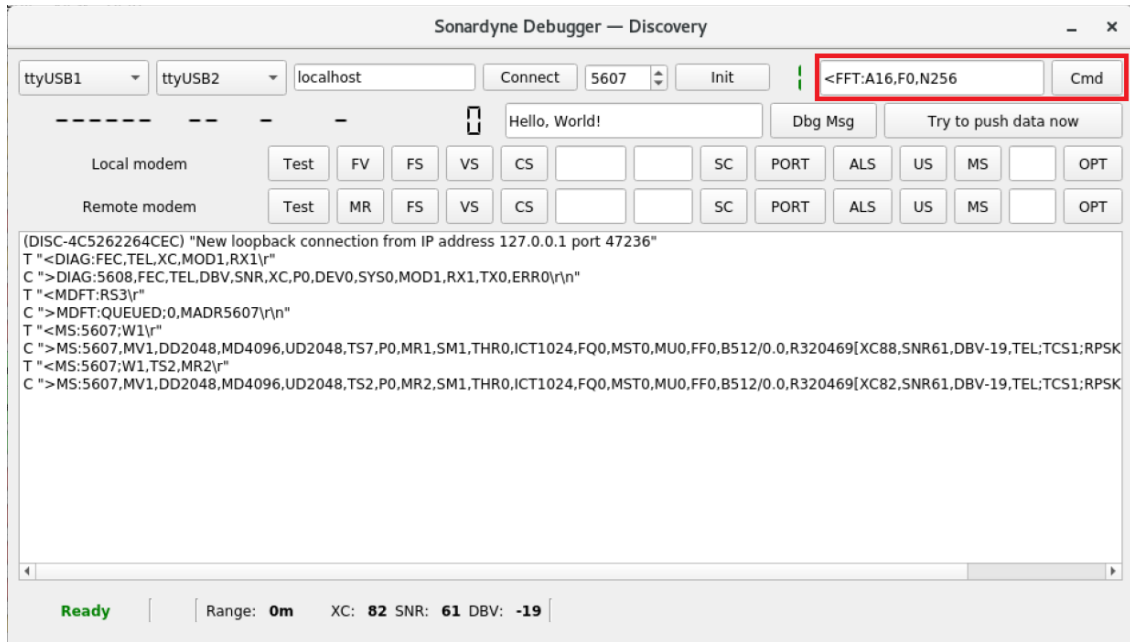 Sonardyne Debugger — Discovery
ttyUSB1 ttyUSB2 localhost Connect 5607 Init <FFT:A16,F0,N256 Cmd
------ -- - - 0 Hello, World! Dbg Msg Try to push data now
Local modem Test FV FS VS CS SC PORT ALS US MS OPT
Remote modem Test MR FS VS CS SC PORT ALS US MS OPT
(DISC-4C5262264CEC) "New loopback connection from IP address 127.0.0.1 port 47236"
T "<DIAG:FEC,TEL,XC,MOD1,RX1\r"
C ">DIAG:5608,FEC,TEL,DBV,SNR,XC,P0,DEV0,SYS0,MOD1,RX1,TX0,ERR0\r\n"
T "<MDFT:RS3\r"
C ">MDFT:QUEUED;0,MADR5607\r\n"
T "<MS:5607;W1\r"
C ">MS:5607,MV1,DD2048,MD4096,UD2048,TS7,P0,MR1,SM1,THR0,ICT1024,FQ0,MST0,MU0,FF0,B512/0.0,R320469[XC88,SNR61,DBV-19,TEL;TCS1;RPSK
T "<MS:5607;W1,TS2,MR2\r"
C ">MS:5607,MV1,DD2048,MD4096,UD2048,TS2,P0,MR2,SM1,THR0,ICT1024,FQ0,MST0,MU0,FF0,B512/0.0,R320469[XC82,SNR61,DBV-19,TEL;TCS1;RPSK
Ready Range: 0m XC: 82 SNR: 61 DBV: -19